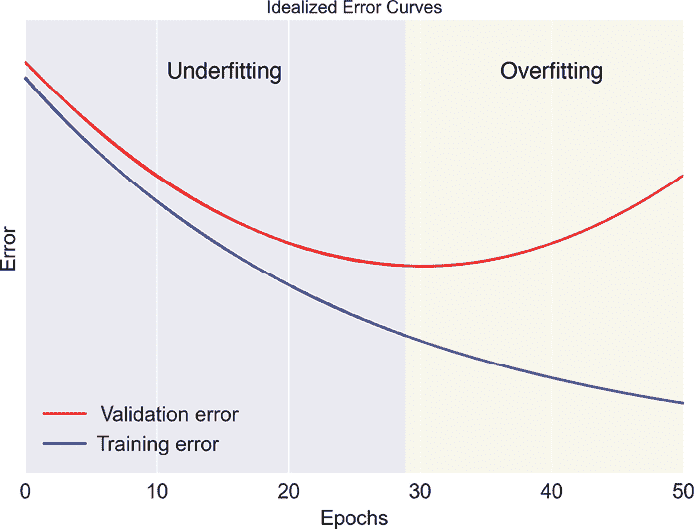 Idealized Error Curves
Underfitting
Overfitting
Error
Validation error
Training error
0 10 20 30 40 50
Epochs